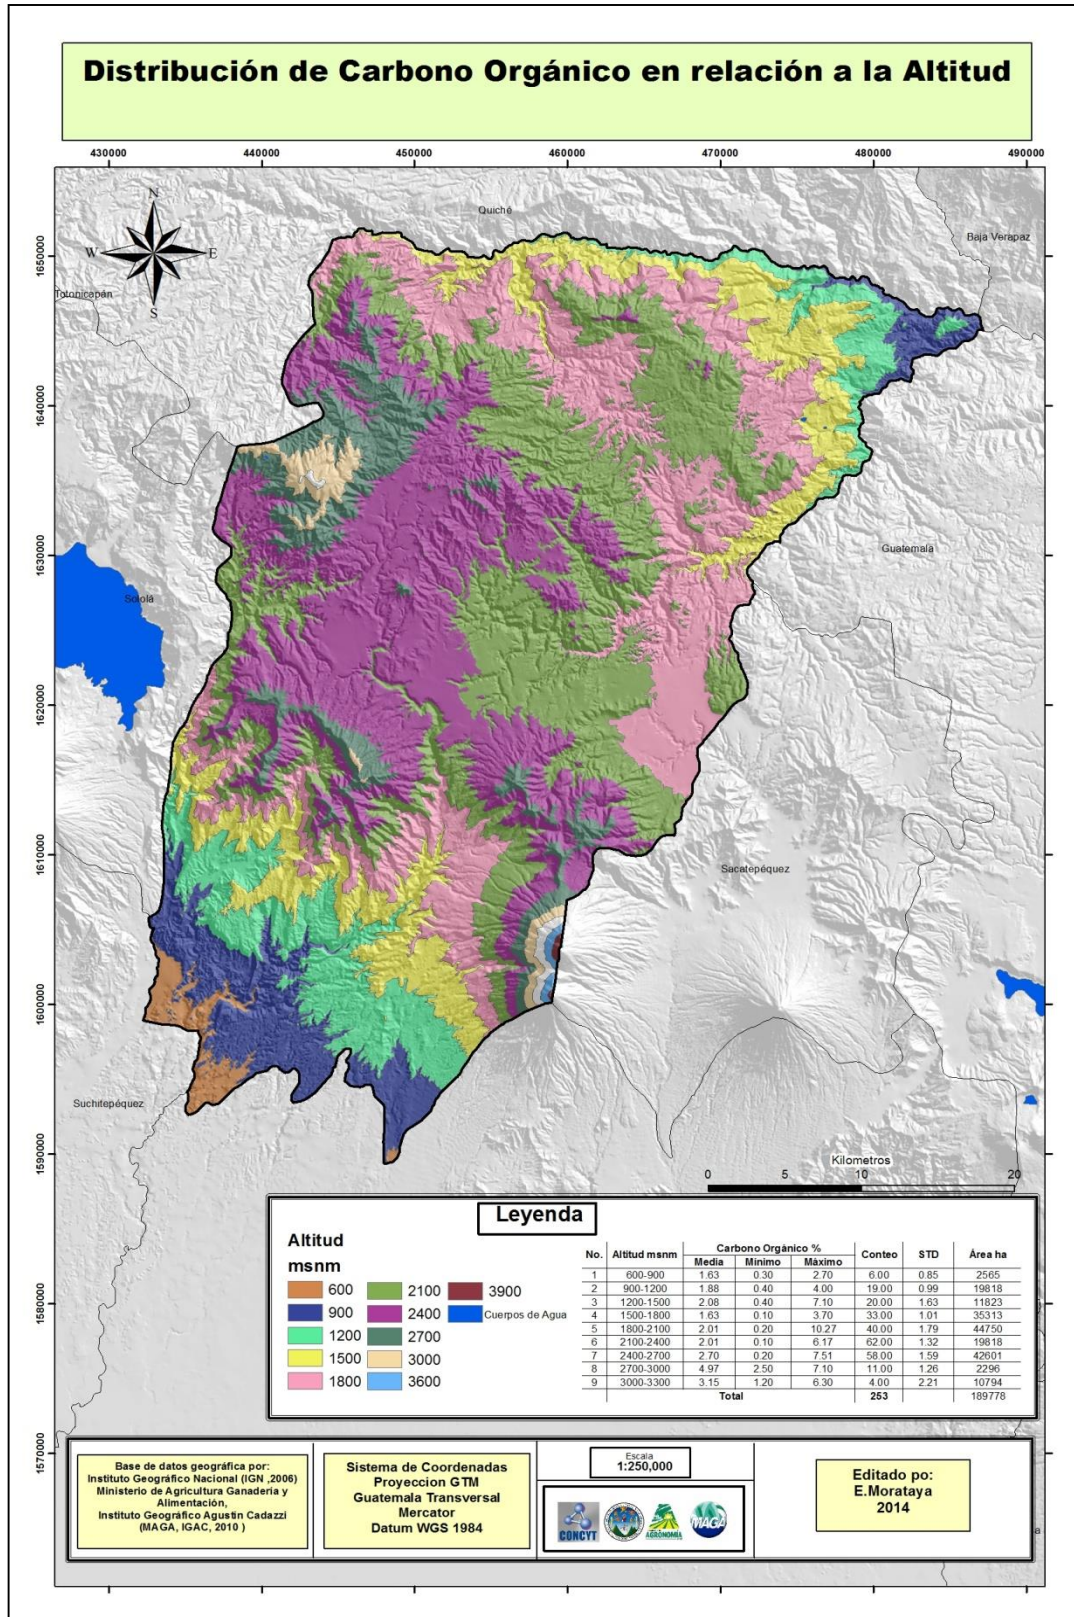 Distribución de Carbono Orgánico en relación a la Altitud
430000 440000 450000 460000 470000 480000 490000
1650000
1640000
1630000
1620000
1610000
1600000
1590000
1580000
1570000
N
W E
S
Quiché
Baja Verapaz
Totonicapán
Guatemala
Sololá
Sacatepéquez
Suchitepéquez
Kilometros
0 5 10 20
Leyenda
Altitud
msnm
600 2100 3900
900 2400 Cuerpos de Agua
1200 2700
1500 3000
1800 3600
No. Altitud msnm Carbono Orgánico % Conteo STD Área ha
Media Mínimo Máximo
1 600-900 1.63 0.30 2.70 6.00 0.85 2565
2 900-1200 1.88 0.40 4.00 19.00 0.99 19818
3 1200-1500 2.08 0.40 7.10 20.00 1.63 11823
4 1500-1800 1.63 0.10 3.70 33.00 1.01 35313
5 1800-2100 2.01 0.20 10.27 40.00 1.79 44750
6 2100-2400 2.01 0.10 6.17 62.00 1.32 19818
7 2400-2700 2.70 0.20 7.51 58.00 1.59 42601
8 2700-3000 4.97 2.50 7.10 11.00 1.26 2296
9 3000-3300 3.15 1.20 6.30 4.00 2.21 10794
Total 253 189778
Base de datos geográfica por:
Instituto Geográfico Nacional (IGN ,2006)
Ministerio de Agricultura Ganadería y
Alimentación,
Instituto Geográfico Agustin Cadazzi
(MAGA, IGAC, 2010 )
Sistema de Coordenadas
Proyeccion GTM
Guatemala Transversal
Mercator
Datum WGS 1984
Escala
1:250,000
CONCYT
AGRONOMIA
MAGA
Editado po:
E.Morataya
2014